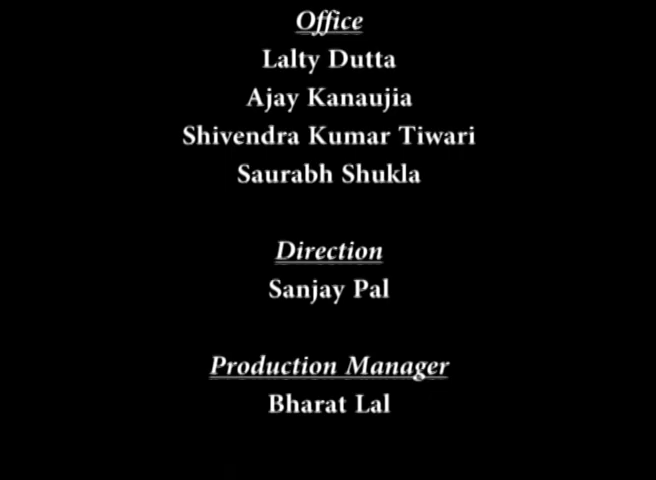 Office
Lalty Dutta
Ajay Kanaujia
Shivendra Kumar Tiwari
Saurabh Shukla
Direction
Sanjay Pal
Production Manager
Bharat Lal